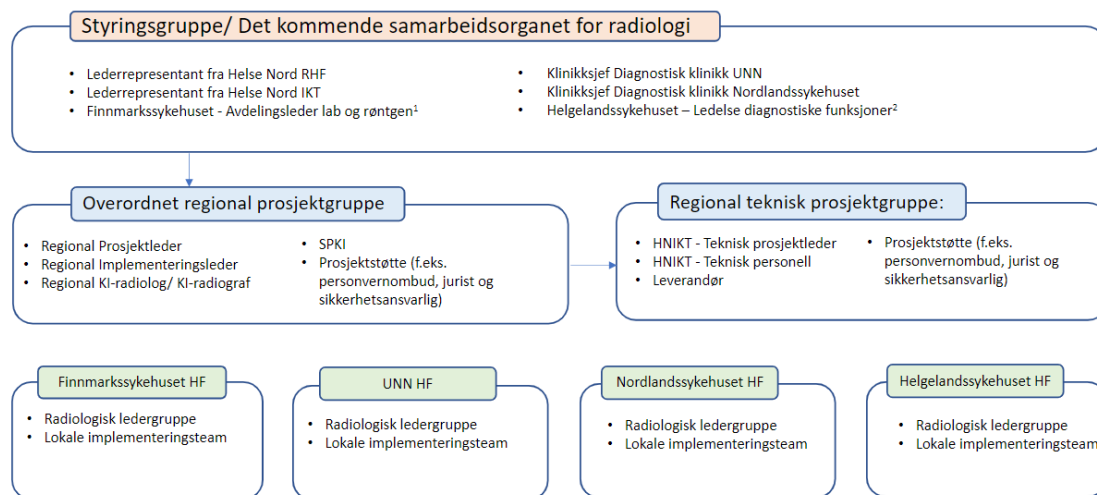 Styringsgruppe/ Det kommende samarbeidsorganet for radiologi
• Lederrepresentant fra Helse Nord RHF
• Lederrepresentant fra Helse Nord IKT
• Finnmarkssykehuset - Avdelingsleder lab og røntgen¹
• Klinikksjef Diagnostisk klinikk UNN
• Klinikksjef Diagnostisk klinikk Nordlandssykehuset
• Helgelandssykehuset – Ledelse diagnostiske funksjoner²
Overordnet regional prosjektgruppe
• Regional Prosjektleder
• Regional Implementeringsleder
• Regional KI-radiolog/ KI-radiograf
• SPKI
• Prosjektstøtte (f.eks.
personvernombud, jurist og
sikkerhetsansvarlig)
Regional teknisk prosjektgruppe:
• HNIKT - Teknisk prosjektleder
• HNIKT - Teknisk personell
• Leverandør
• Prosjektstøtte (f.eks.
personvernombud, jurist og
sikkerhetsansvarlig)
Finnmarkssykehuset HF
• Radiologisk ledergruppe
• Lokale implementeringsteam
UNN HF
• Radiologisk ledergruppe
• Lokale implementeringsteam
Nordlandssykehuset HF
• Radiologisk ledergruppe
• Lokale implementeringsteam
Helgelandssykehuset HF
• Radiologisk ledergruppe
• Lokale implementeringsteam